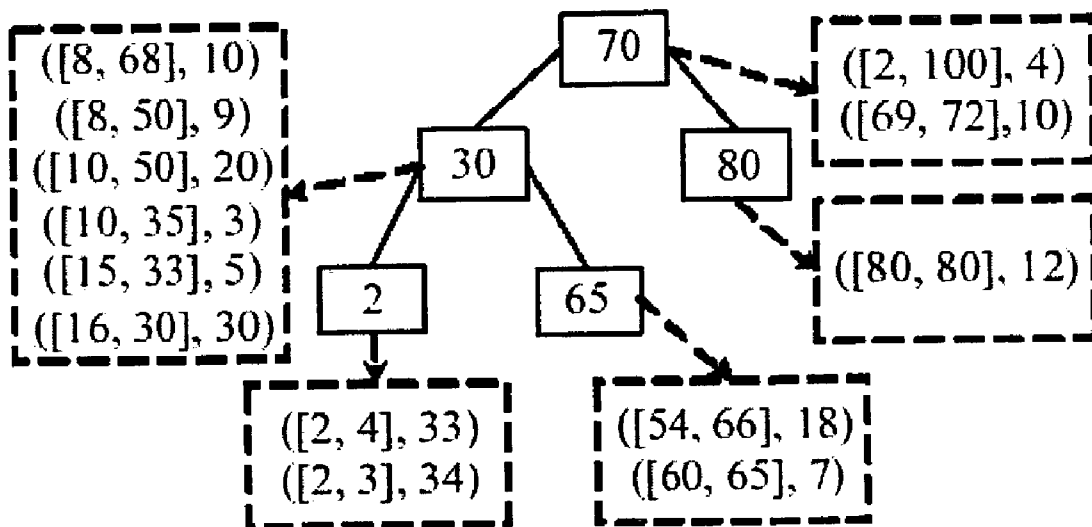 ([8, 68], 10)
([8, 50], 9)
([10, 50], 20)
([10, 35], 3)
([15, 33], 5)
([16, 30], 30)
70
([2, 100], 4)
([69, 72],10)
30
80
([80, 80], 12)
2
65
([2, 4], 33)
([2, 3], 34)
([54, 66], 18)
([60, 65], 7)